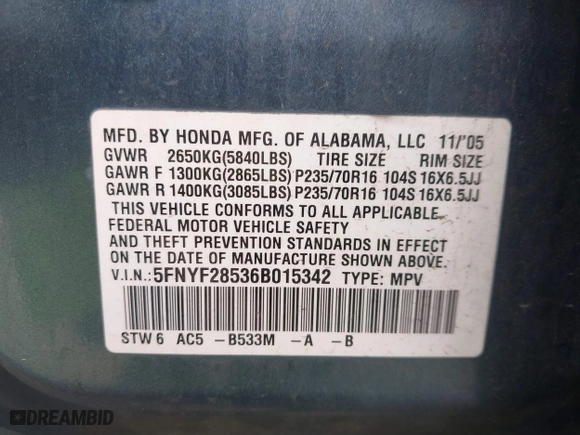 MFD. BY HONDA MFG. OF ALABAMA, LLC 11/'05
GVWR 2650KG(5840LBS) TIRE SIZE RIM SIZE
GAWR F 1300KG(2865LBS) P235/70R16 104S 16X6.5JJ
GAWR R 1400KG(3085LBS) P235/70R16 104S 16X6.5JJ
THIS VEHICLE CONFORMS TO ALL APPLICABLE
FEDERAL MOTOR VEHICLE SAFETY
AND THEFT PREVENTION STANDARDS IN EFFECT
ON THE DATE OF MANUFACTURE SHOWN ABOVE.
V.I.N.: 5FNYF28536B015342 TYPE: MPV
STW 6 AC5 -B533M -A -B
DREAMBID